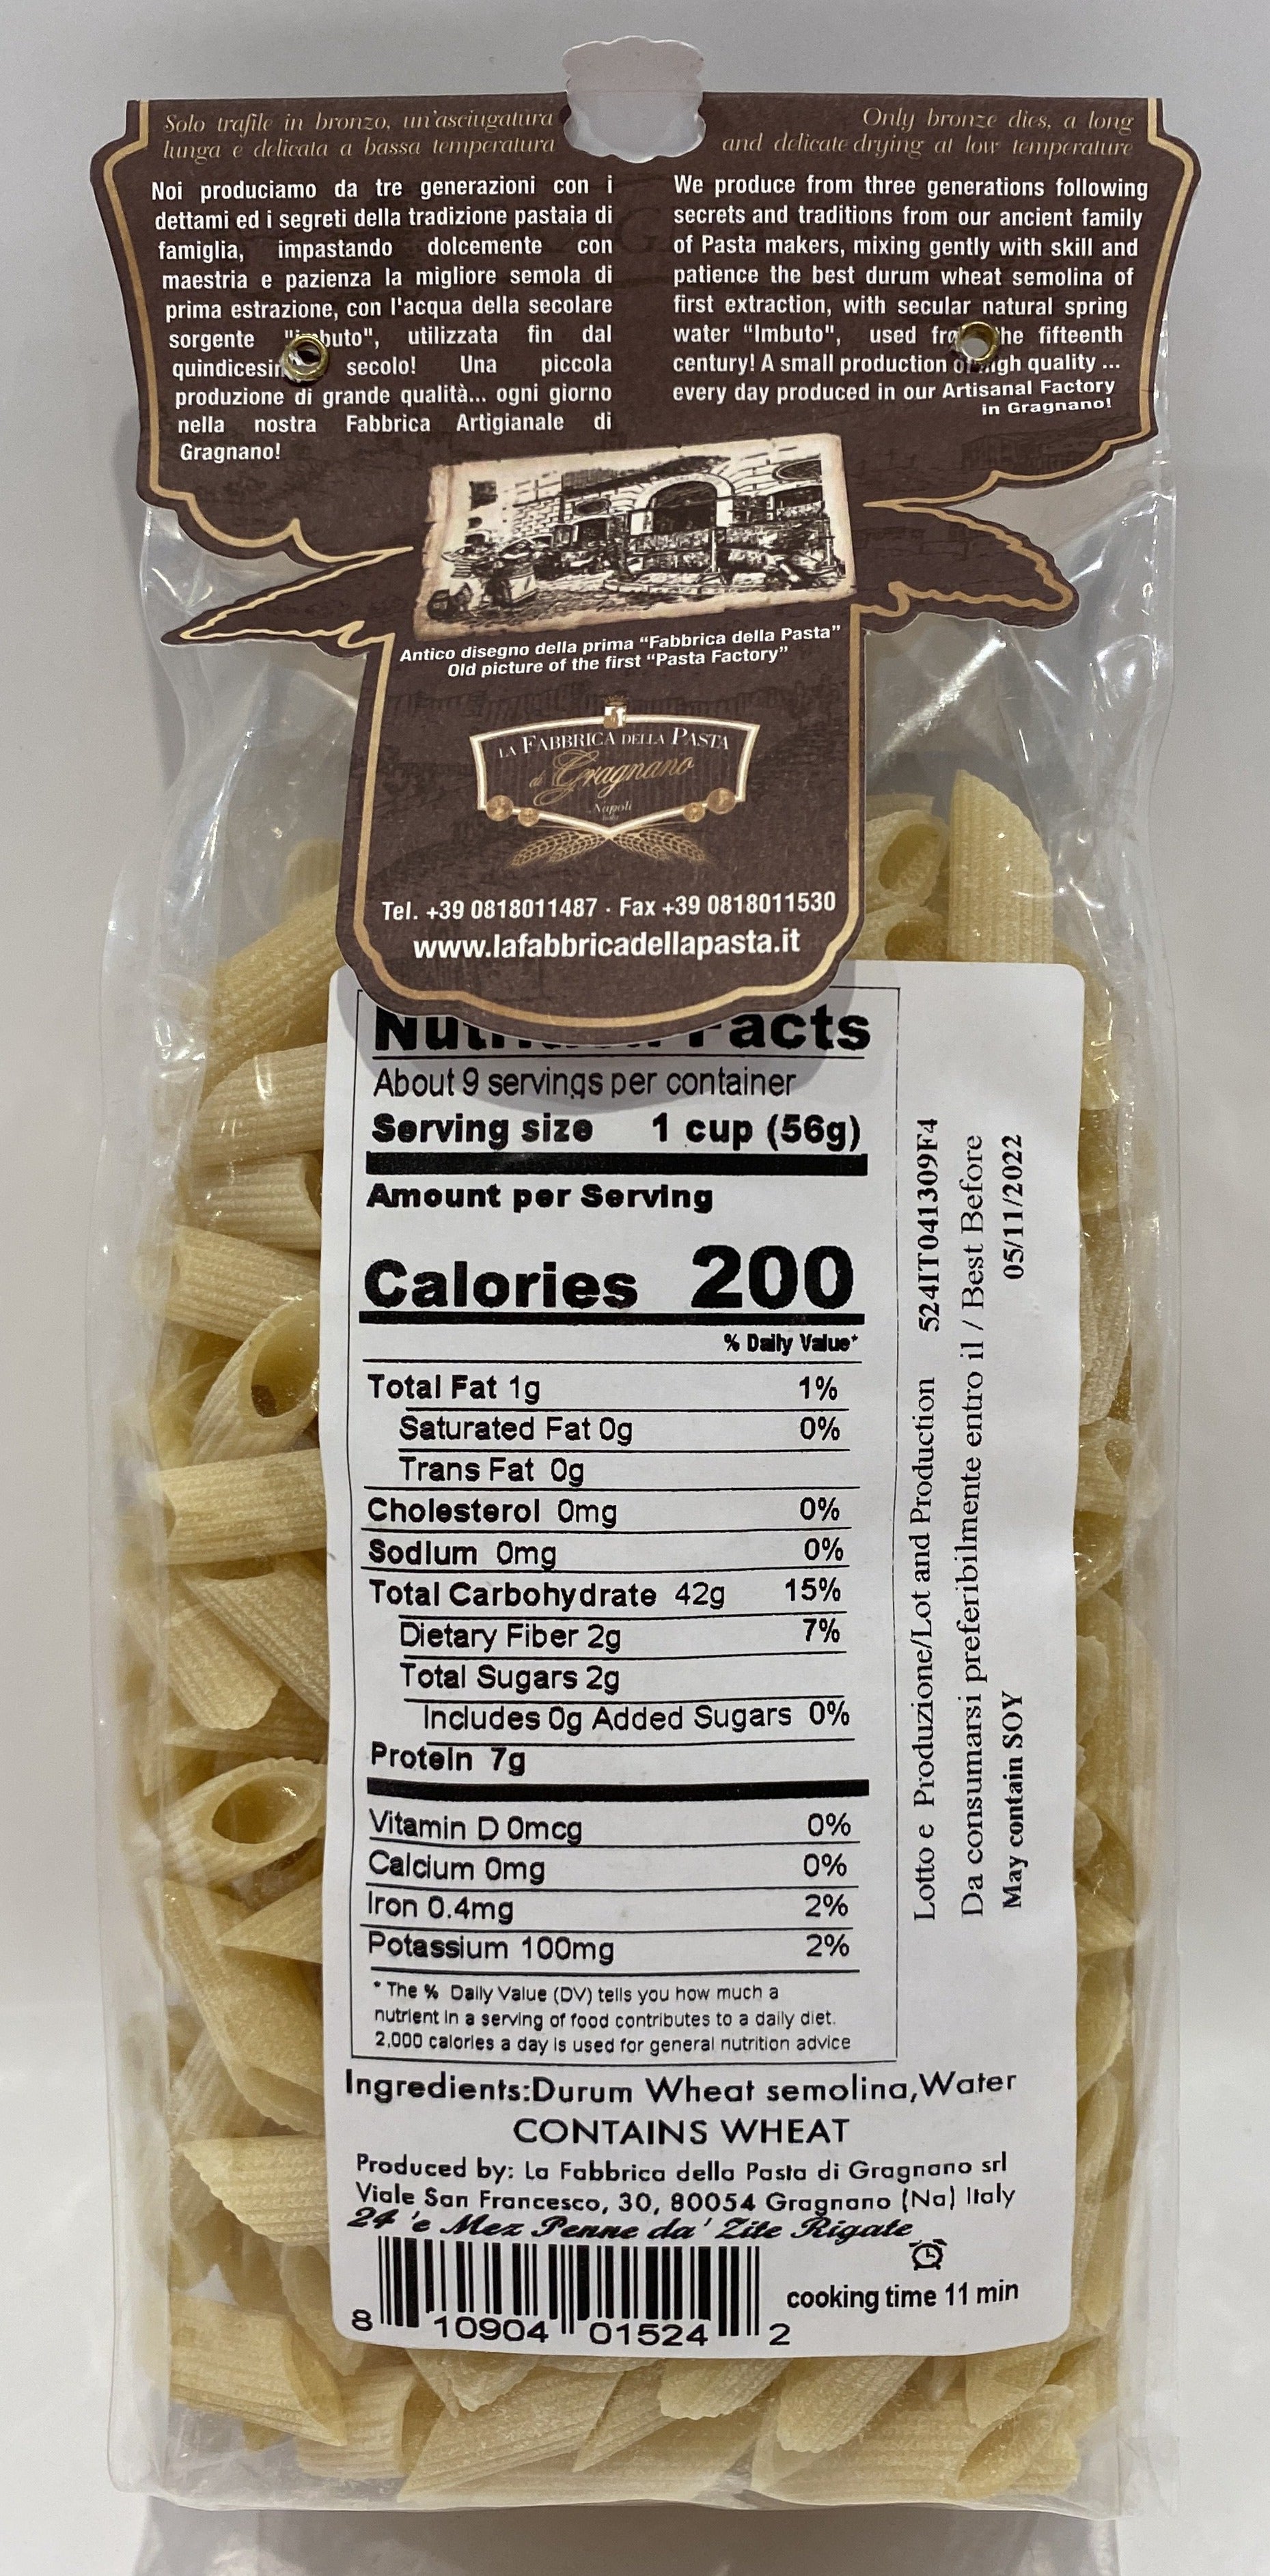 Solo trafile in bronzo, un'asciugatura
lunga e delicata a bassa temperatura
Noi produciamo da tre generazioni con i
dettami ed i segreti della tradizione pastaia di
famiglia, impastando dolcemente con
maestria e pazienza la migliore semola di
prima estrazione, con l'acqua della secolare
sorgente utilizzata fin dal
secolo! Una piccola
produzione di grande qualità... ogni giorno
nella nostra Fabbrica Artigianale di
Gragnano!
Only bronze dies, a long
and delicate drying at low temperature
We produce from three generations following
secrets and traditions from our ancient family
of Pasta makers, mixing gently with skill and
patience the best durum wheat semolina of
first extraction, with secular natural spring
water “Imbuto”, used fifteenth
century! A small production quality ...
every day produced in our Artisanal Factory
in Gragnano!
Antico disegno della prima “Fabbrica della Pasta”
Old picture of the first “Pasta Factory”
LA FABBRICA DELLA PASTA
di Gragnano
Napoli
Tel. +39 0818011487 · Fax +39 0818011530
www.lafabbricadellapasta.it
About 9 servings per container
Serving size 1 cup (56g)
Amount per Serving
Calories 200
% Daily Value*
Total Fat 1g 1%
Saturated Fat 0g 0%
Trans Fat 0g
Cholesterol 0mg 0%
Sodium 0mg 0%
Total Carbohydrate 42g 15%
Dietary Fiber 2g 7%
Total Sugars 2g
Includes 0g Added Sugars 0%
Protein 7g
Vitamin D 0mcg 0%
Calcium 0mg 0%
Iron 0.4mg 2%
Potassium 100mg 2%
* The % Daily Value (DV) tells you how much a
nutrient in a serving of food contributes to a daily diet.
2,000 calories a day is used for general nutrition advice
Lotto e Produzione/Lot and Production 524IT041309F4
Da consumarsi preferibilmente entro il / Best Before
May contain SOY 05/11/2022
Ingredients:Durum Wheat semolina,Water
CONTAINS WHEAT
Produced by: La Fabbrica della Pasta di Gragnano srl
Viale San Francesco, 30, 80054 Gragnano (Na) Italy
24 'e Mez Penne da' Zite Rigate
cooking time 11 min
8 10904 01524 2